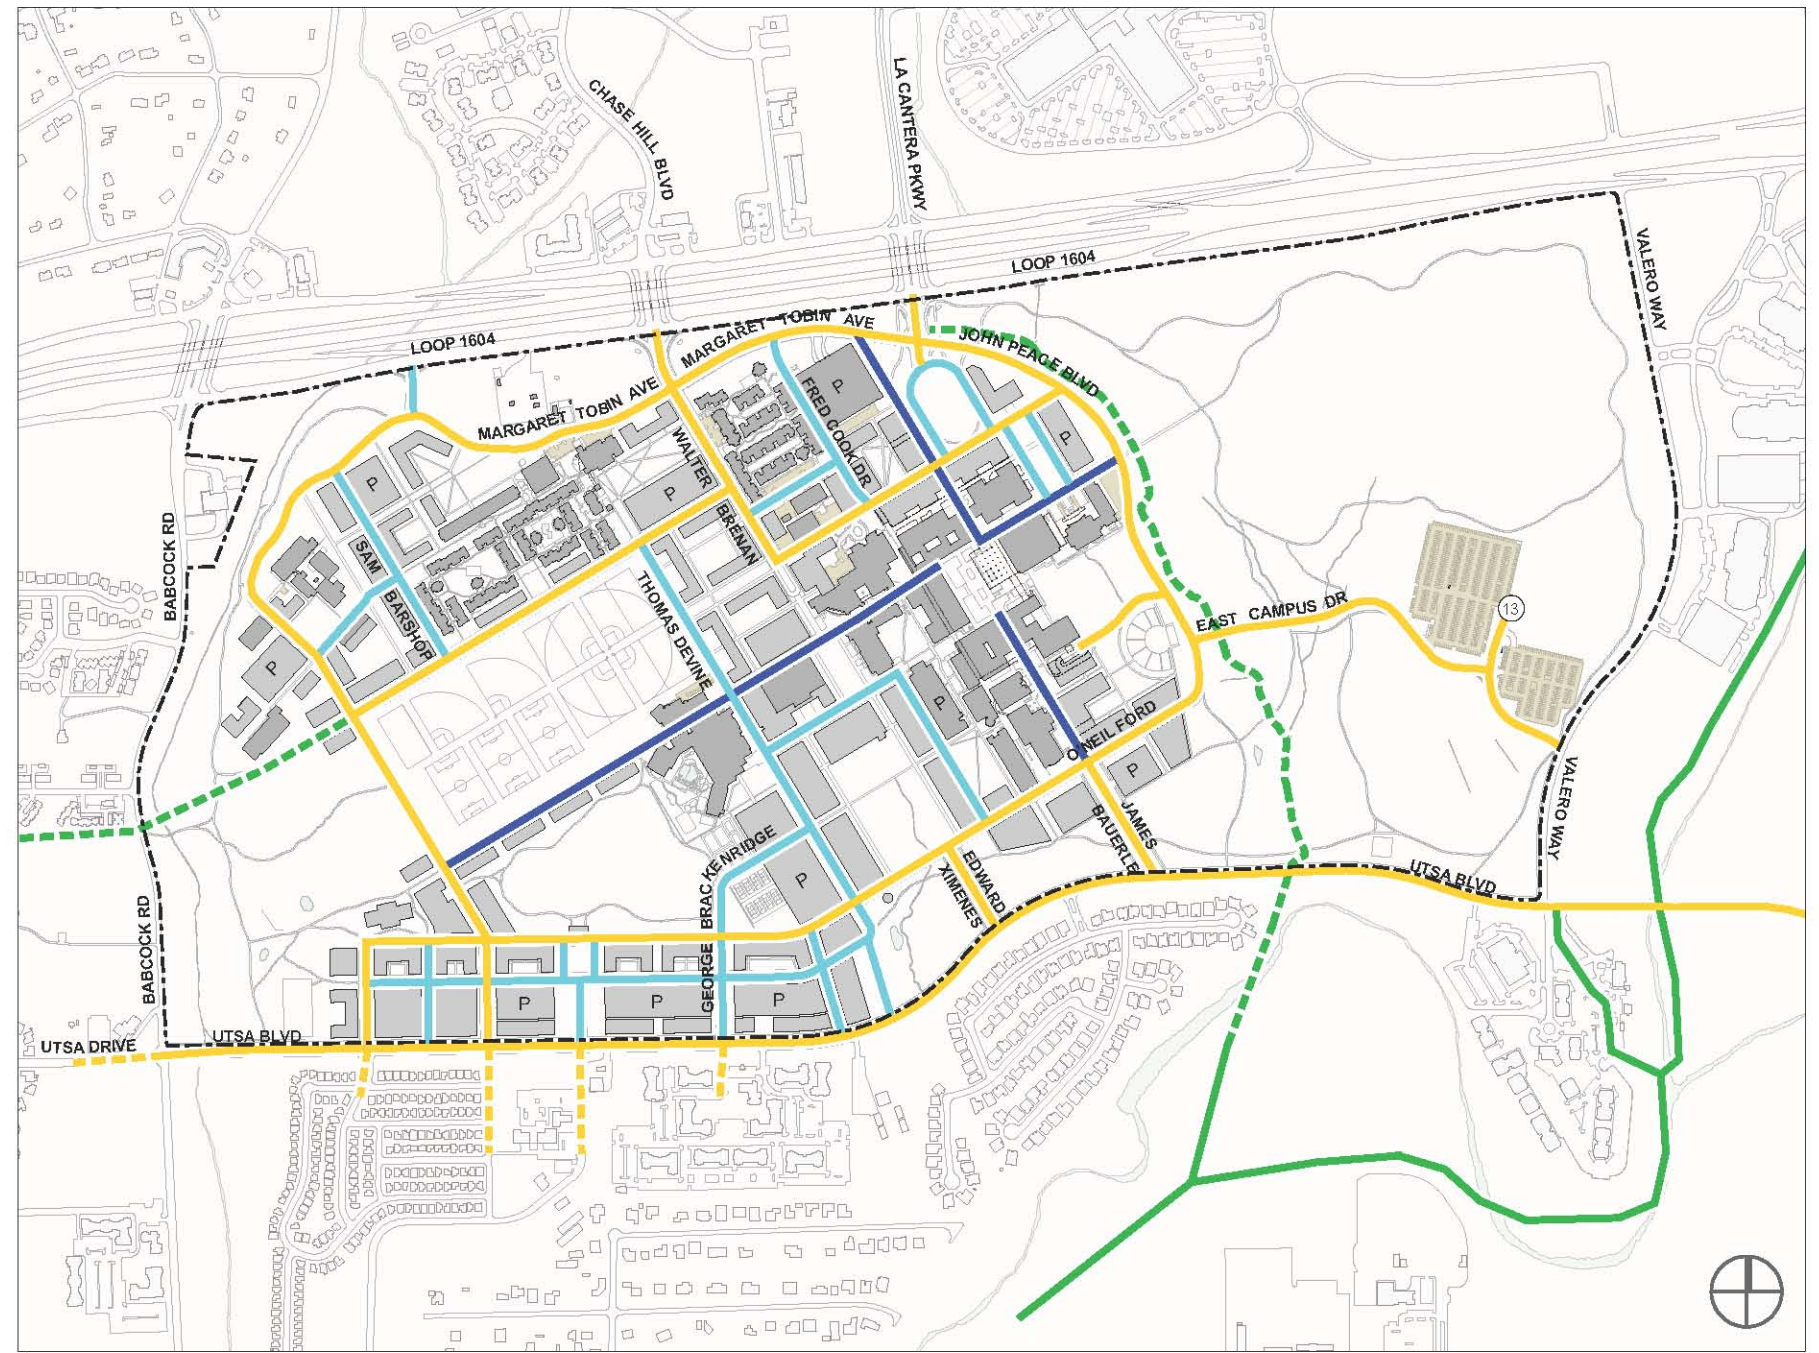 CHASE HILL BLVD
LA CANTERA PKWY
LOOP 1604
VALERO WAY
LOOP 1604
MARGARET TOBIN AVE
JOHN PEACE BLVD
MARGARET TOBIN AVE
P
FRED COOK DR
WALTER
BRENAN
P
P
P
BABCOCK RD
SAM
BARSHOP
THOMAS DEVINE
EAST CAMPUS DR
13
P
P
O'NEIL FORD
P
VALERO WAY
JAMES
BAUERLE
GEORGE BRACKENRIDGE
P
EDWARD
XIMENES
UTSA BLVD
BABCOCK RD
P
P
P
UTSA DRIVE
UTSA BLVD